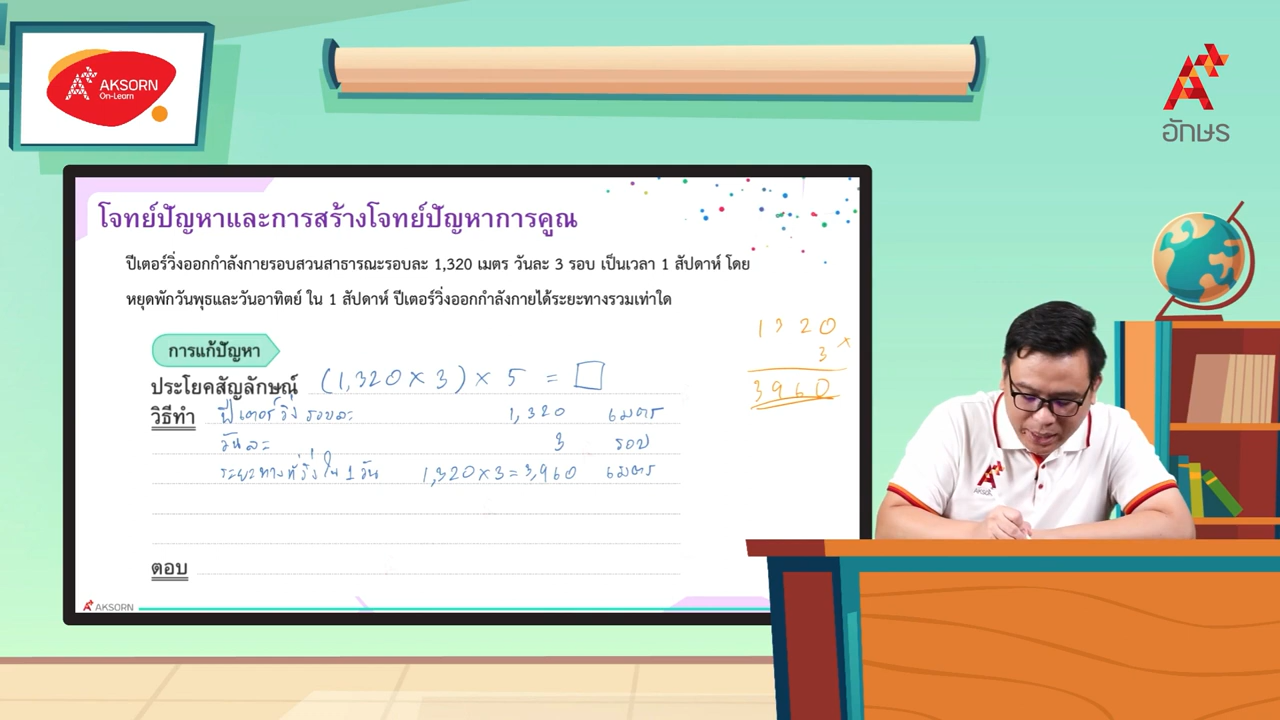 AKSORN
On-Learn
อักษร
โจทย์ปัญหาและการสร้างโจทย์ปัญหาการคูณ
ปีเตอร์วิ่งออกกำลังกายรอบสวนสาธารณะรอบละ 1,320 เมตร วันละ 3 รอบ เป็นเวลา 1 สัปดาห์ โดย
หยุดพักวันพุธและวันอาทิตย์ ใน 1 สัปดาห์ ปีเตอร์วิ่งออกกำลังกายได้ระยะทางรวมเท่าใด
การแก้ปัญหา
ประโยคสัญลักษณ์ (1,320 × 3) × 5 = □
วิธีทำ ปีเตอร์วิ่งรอบละ 1,320 เมตร
วันละ 3 รอบ
ระยะทางที่วิ่งใน 1 วัน 1,320×3=3,960 เมตร
ตอบ
1320
3 ×
3960
AKSORN
อักษร